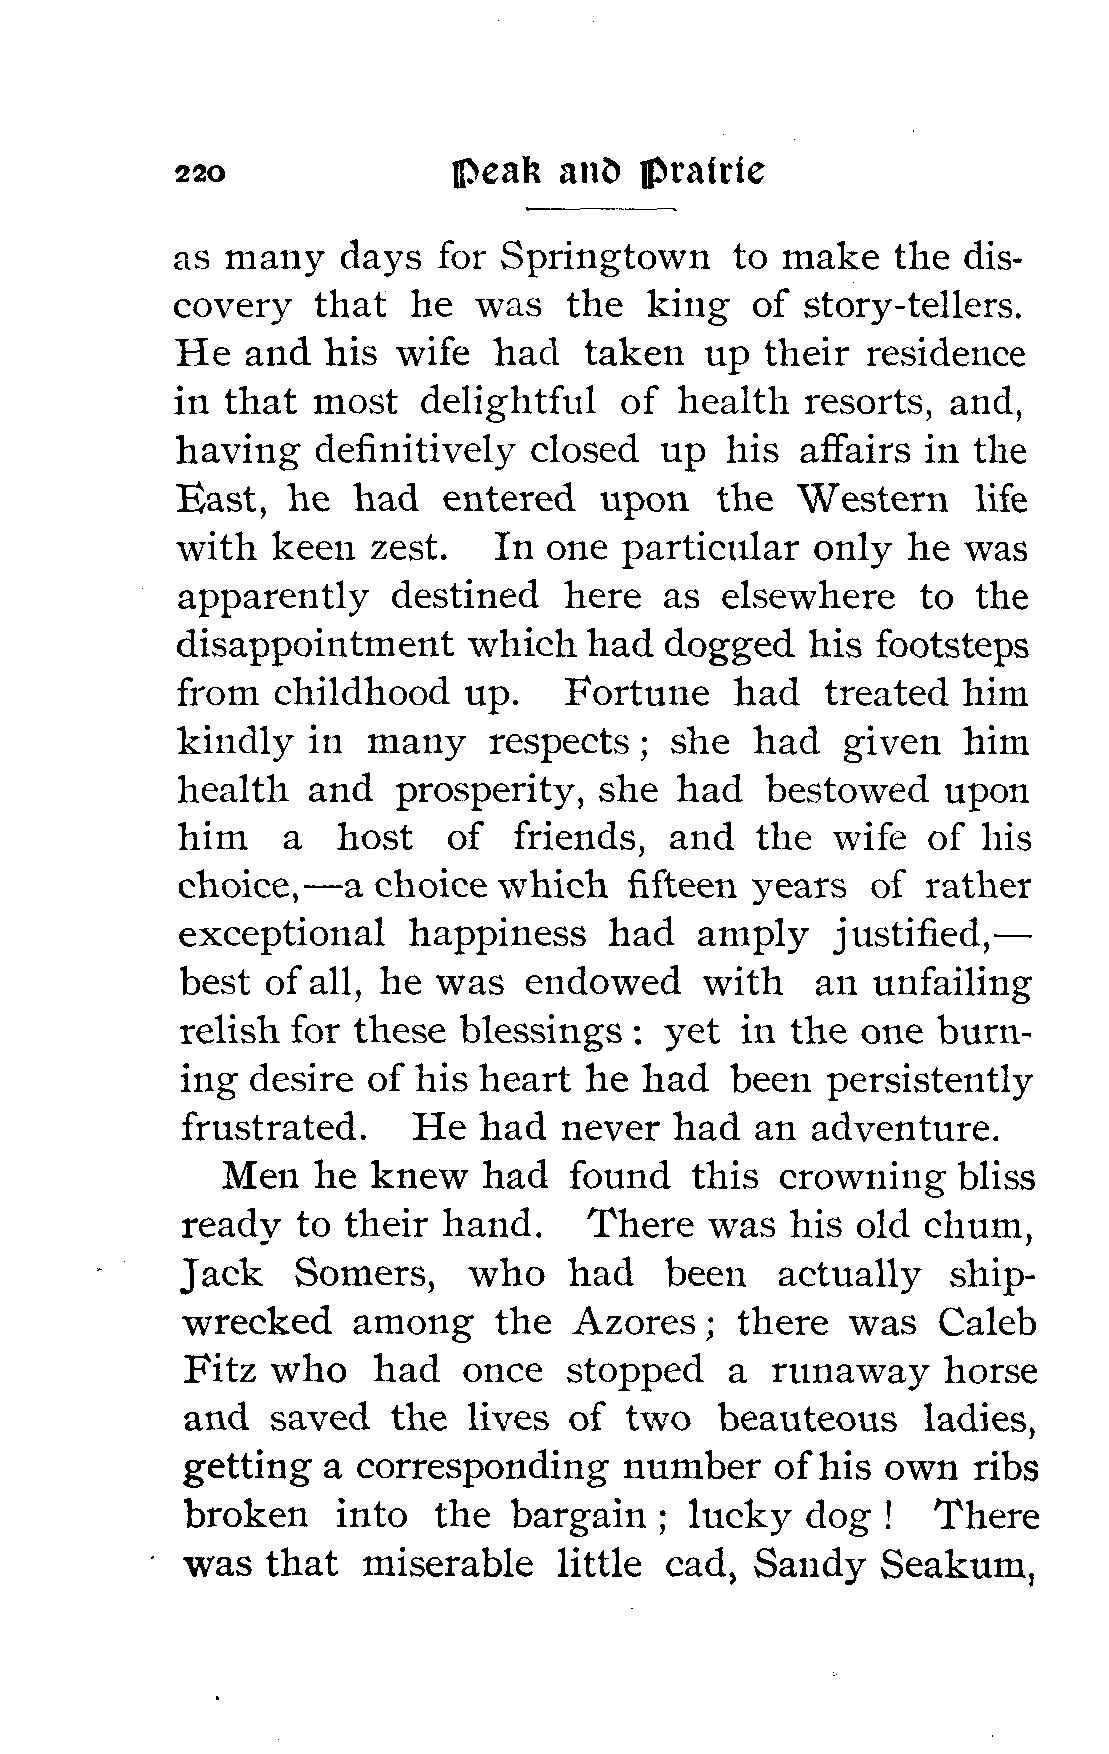 220 Peak and Prairie
as many days for Springtown to make the dis-
covery that he was the king of story-tellers.
He and his wife had taken up their residence
in that most delightful of health resorts, and,
having definitively closed up his affairs in the
East, he had entered upon the Western life
with keen zest. In one particular only he was
apparently destined here as elsewhere to the
disappointment which had dogged his footsteps
from childhood up. Fortune had treated him
kindly in many respects ; she had given him
health and prosperity, she had bestowed upon
him a host of friends, and the wife of his
choice,—a choice which fifteen years of rather
exceptional happiness had amply justified,—
best of all, he was endowed with an unfailing
relish for these blessings : yet in the one burn-
ing desire of his heart he had been persistently
frustrated. He had never had an adventure.
Men he knew had found this crowning bliss
ready to their hand. There was his old chum,
Jack Somers, who had been actually ship-
wrecked among the Azores ; there was Caleb
Fitz who had once stopped a runaway horse
and saved the lives of two beauteous ladies,
getting a corresponding number of his own ribs
broken into the bargain ; lucky dog ! There
was that miserable little cad, Sandy Seakum,